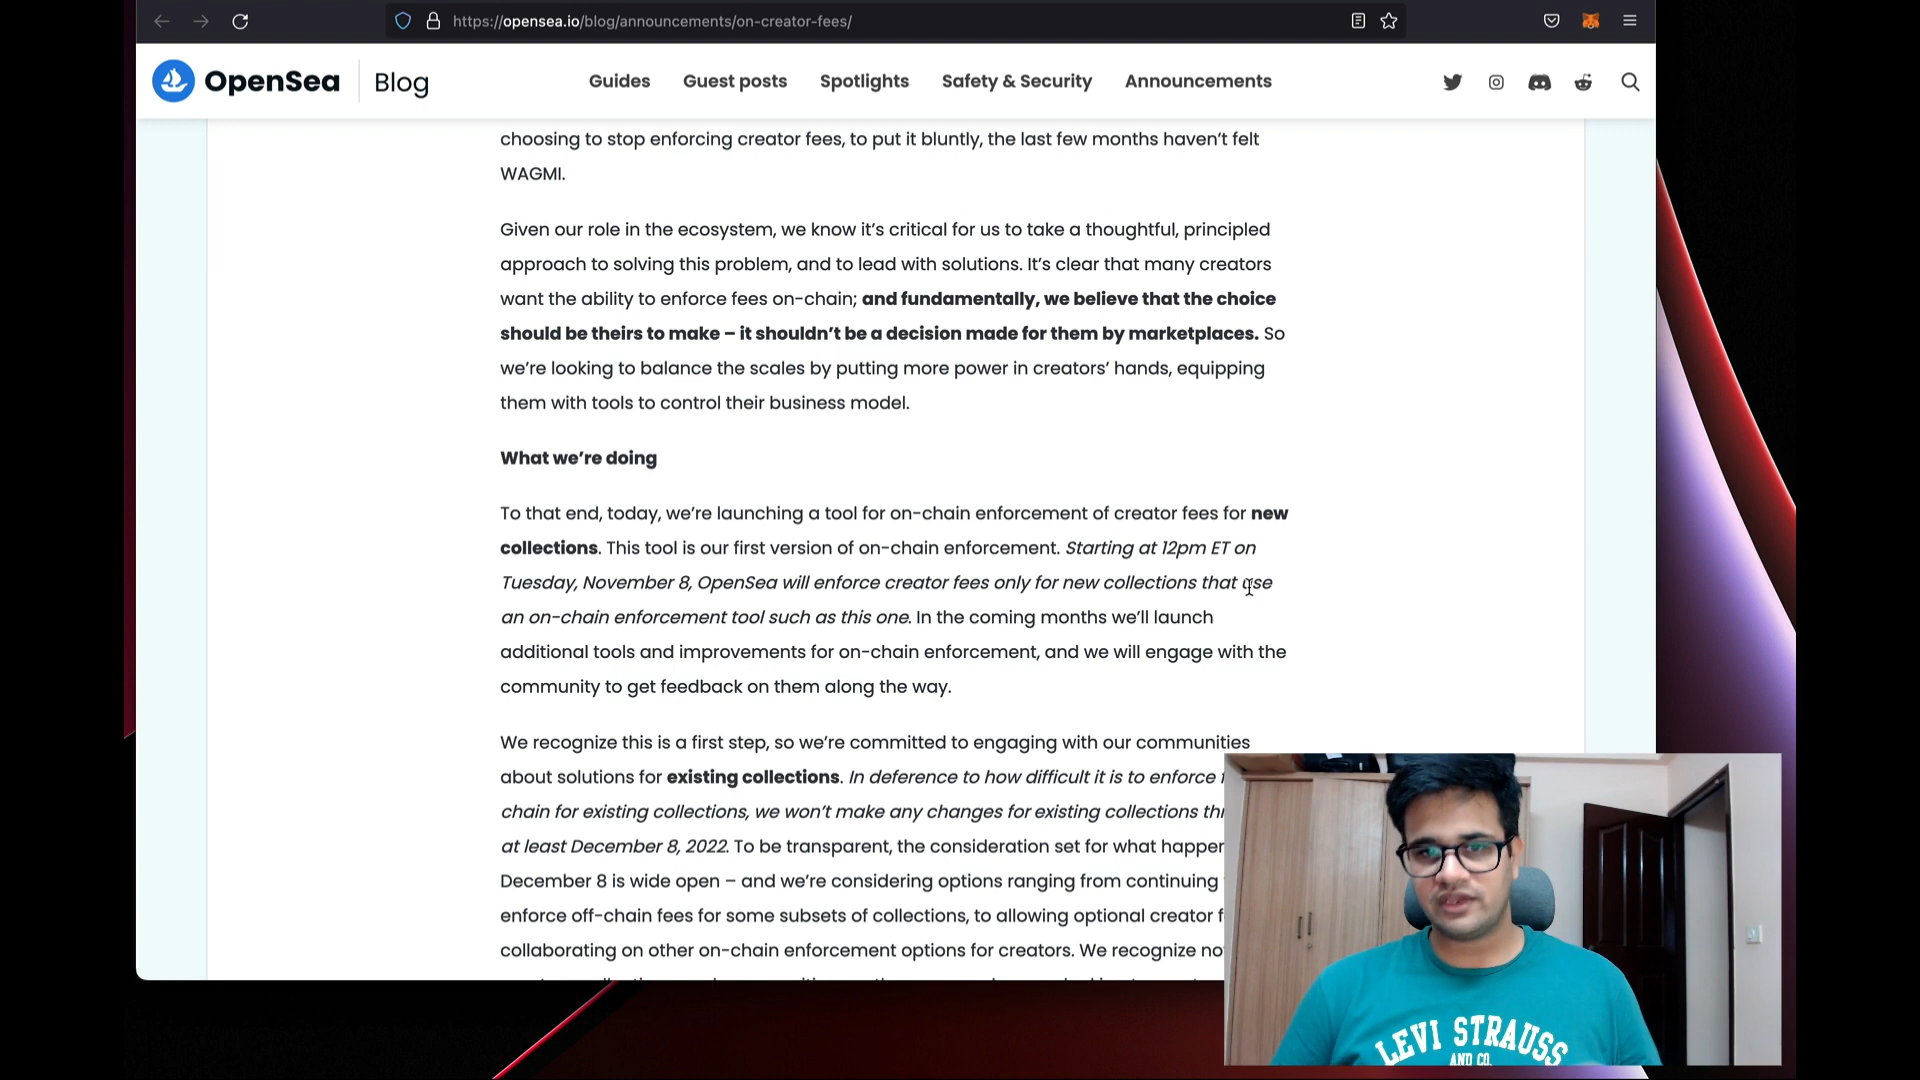 https://opensea.io/blog/announcements/on-creator-fees/
OpenSea Blog Guides Guest posts Spotlights Safety & Security Announcements
choosing to stop enforcing creator fees, to put it bluntly, the last few months haven't felt
WAGMI.
Given our role in the ecosystem, we know it's critical for us to take a thoughtful, principled
approach to solving this problem, and to lead with solutions. It's clear that many creators
want the ability to enforce fees on-chain; and fundamentally, we believe that the choice
should be theirs to make – it shouldn't be a decision made for them by marketplaces. So
we're looking to balance the scales by putting more power in creators' hands, equipping
them with tools to control their business model.
What we're doing
To that end, today, we're launching a tool for on-chain enforcement of creator fees for new
collections. This tool is our first version of on-chain enforcement. Starting at 12pm ET on
Tuesday, November 8, OpenSea will enforce creator fees only for new collections that use
an on-chain enforcement tool such as this one. In the coming months we'll launch
additional tools and improvements for on-chain enforcement, and we will engage with the
community to get feedback on them along the way.
We recognize this is a first step, so we're committed to engaging with our communities
about solutions for existing collections. In deference to how difficult it is to enforce
chain for existing collections, we won't make any changes for existing collections
at least December 8, 2022. To be transparent, the consideration set for what
December 8 is wide open – and we're considering options ranging from continuing
enforce off-chain fees for some subsets of collections, to allowing optional creator
collaborating on other on-chain enforcement options for creators. We recognize
LEVI STRAUSS
AND CO.